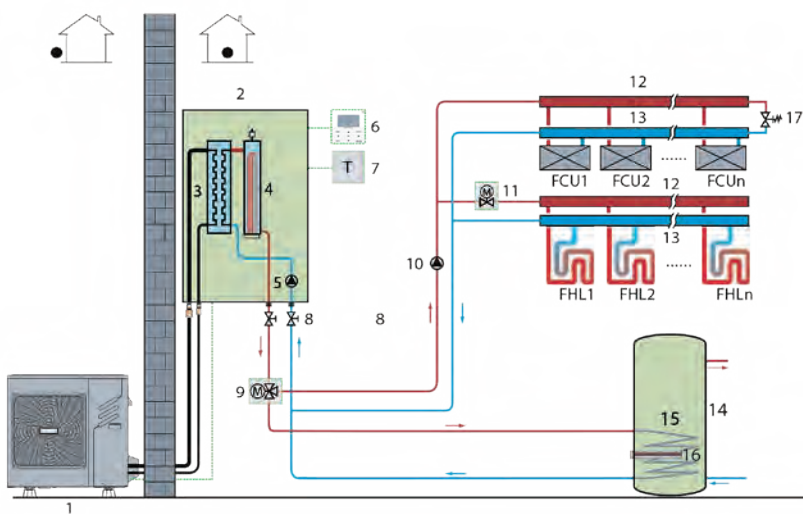 2
12
13
17
6
T 7
FCU1 FCU2 ...... FCUn
3 4
M 11 12
13
10
5
FHL1 FHL2 ...... FHLn
8 8
9 M
15 14
16
1